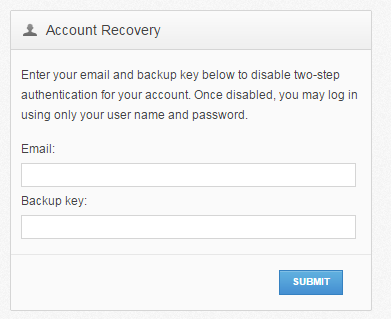 Account Recovery
Enter your email and backup key below to disable two-step
authentication for your account. Once disabled, you may log in
using only your user name and password.
Email:
Backup key:
SUBMIT